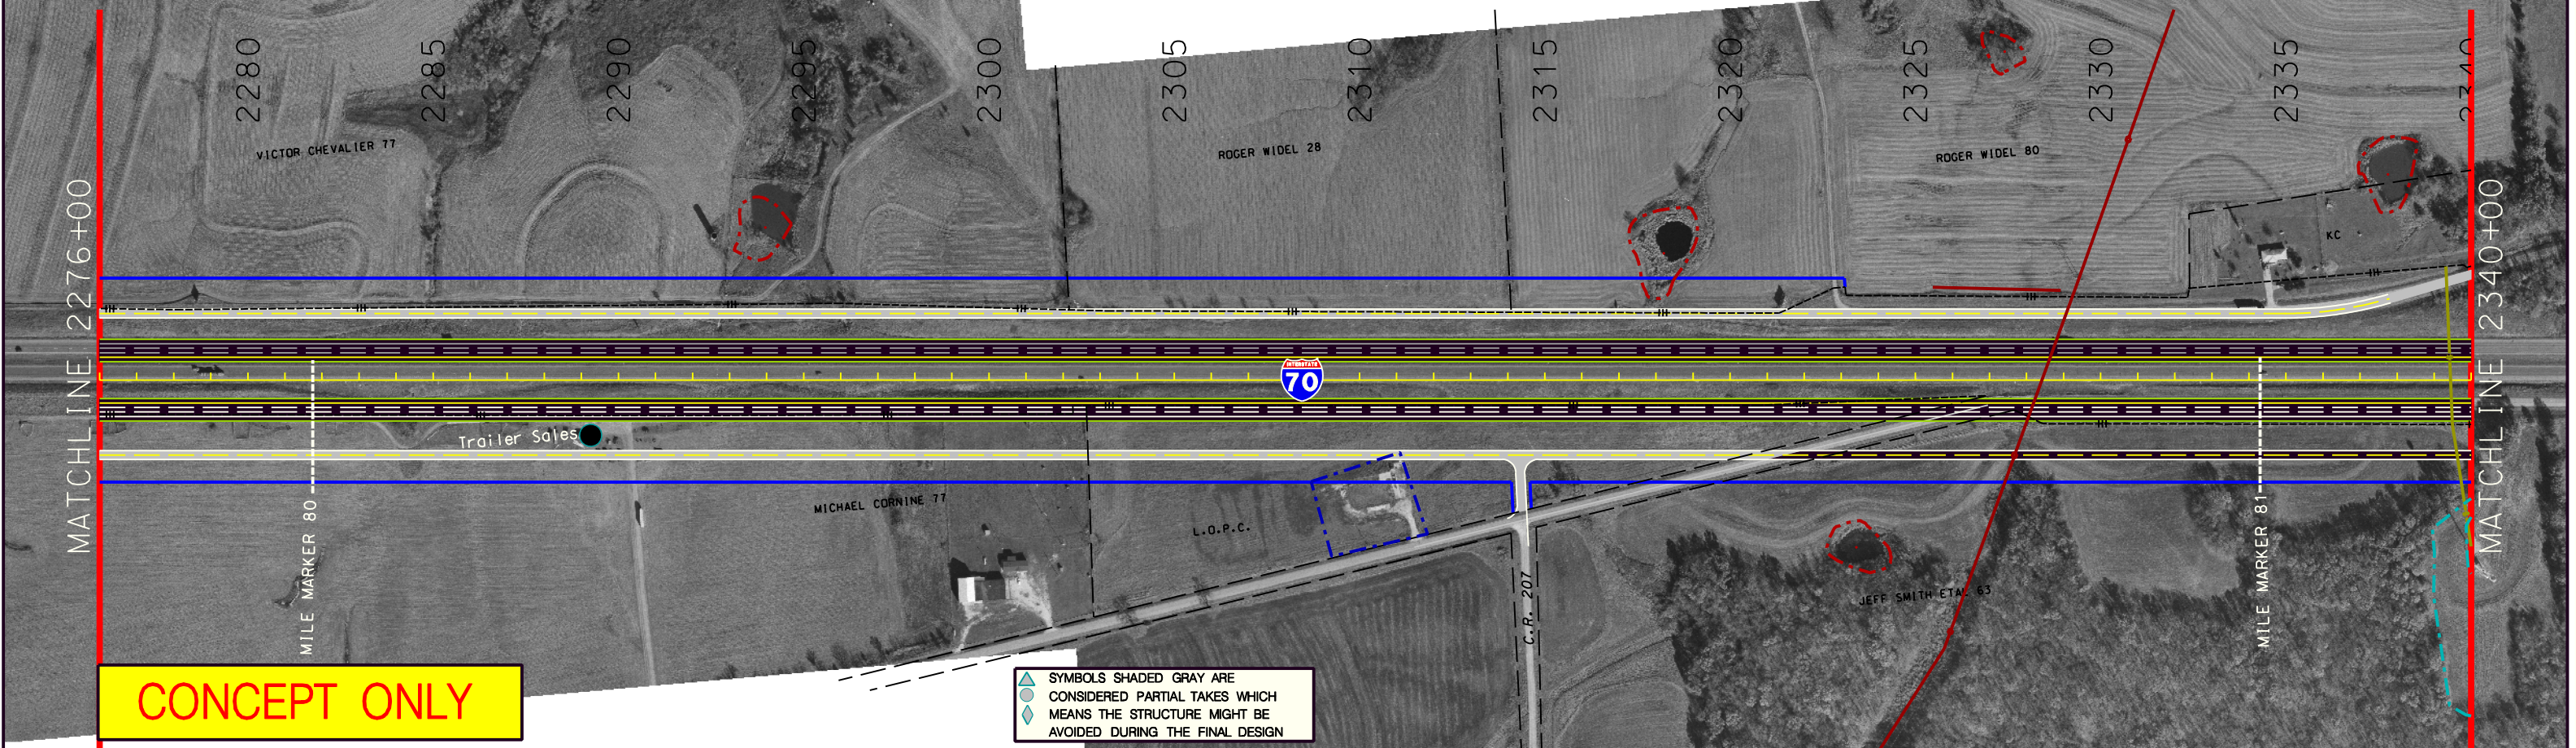 2280
2285
2290
2295
2300
2305
2310
2315
2320
2325
2330
2335
2340
VICTOR CHEVALIER 77
ROGER WIDEL 28
ROGER WIDEL 80
KC
MATCHLINE 2276+00
MATCHLINE 2340+00
INTERSTATE
70
Trailer Sales
MICHAEL CORNINE 77
L.O.P.C.
C.R. 207
JEFF SMITH ETAL 63
MILE MARKER 80
MILE MARKER 81
CONCEPT ONLY
SYMBOLS SHADED GRAY ARE
CONSIDERED PARTIAL TAKES WHICH
MEANS THE STRUCTURE MIGHT BE
AVOIDED DURING THE FINAL DESIGN